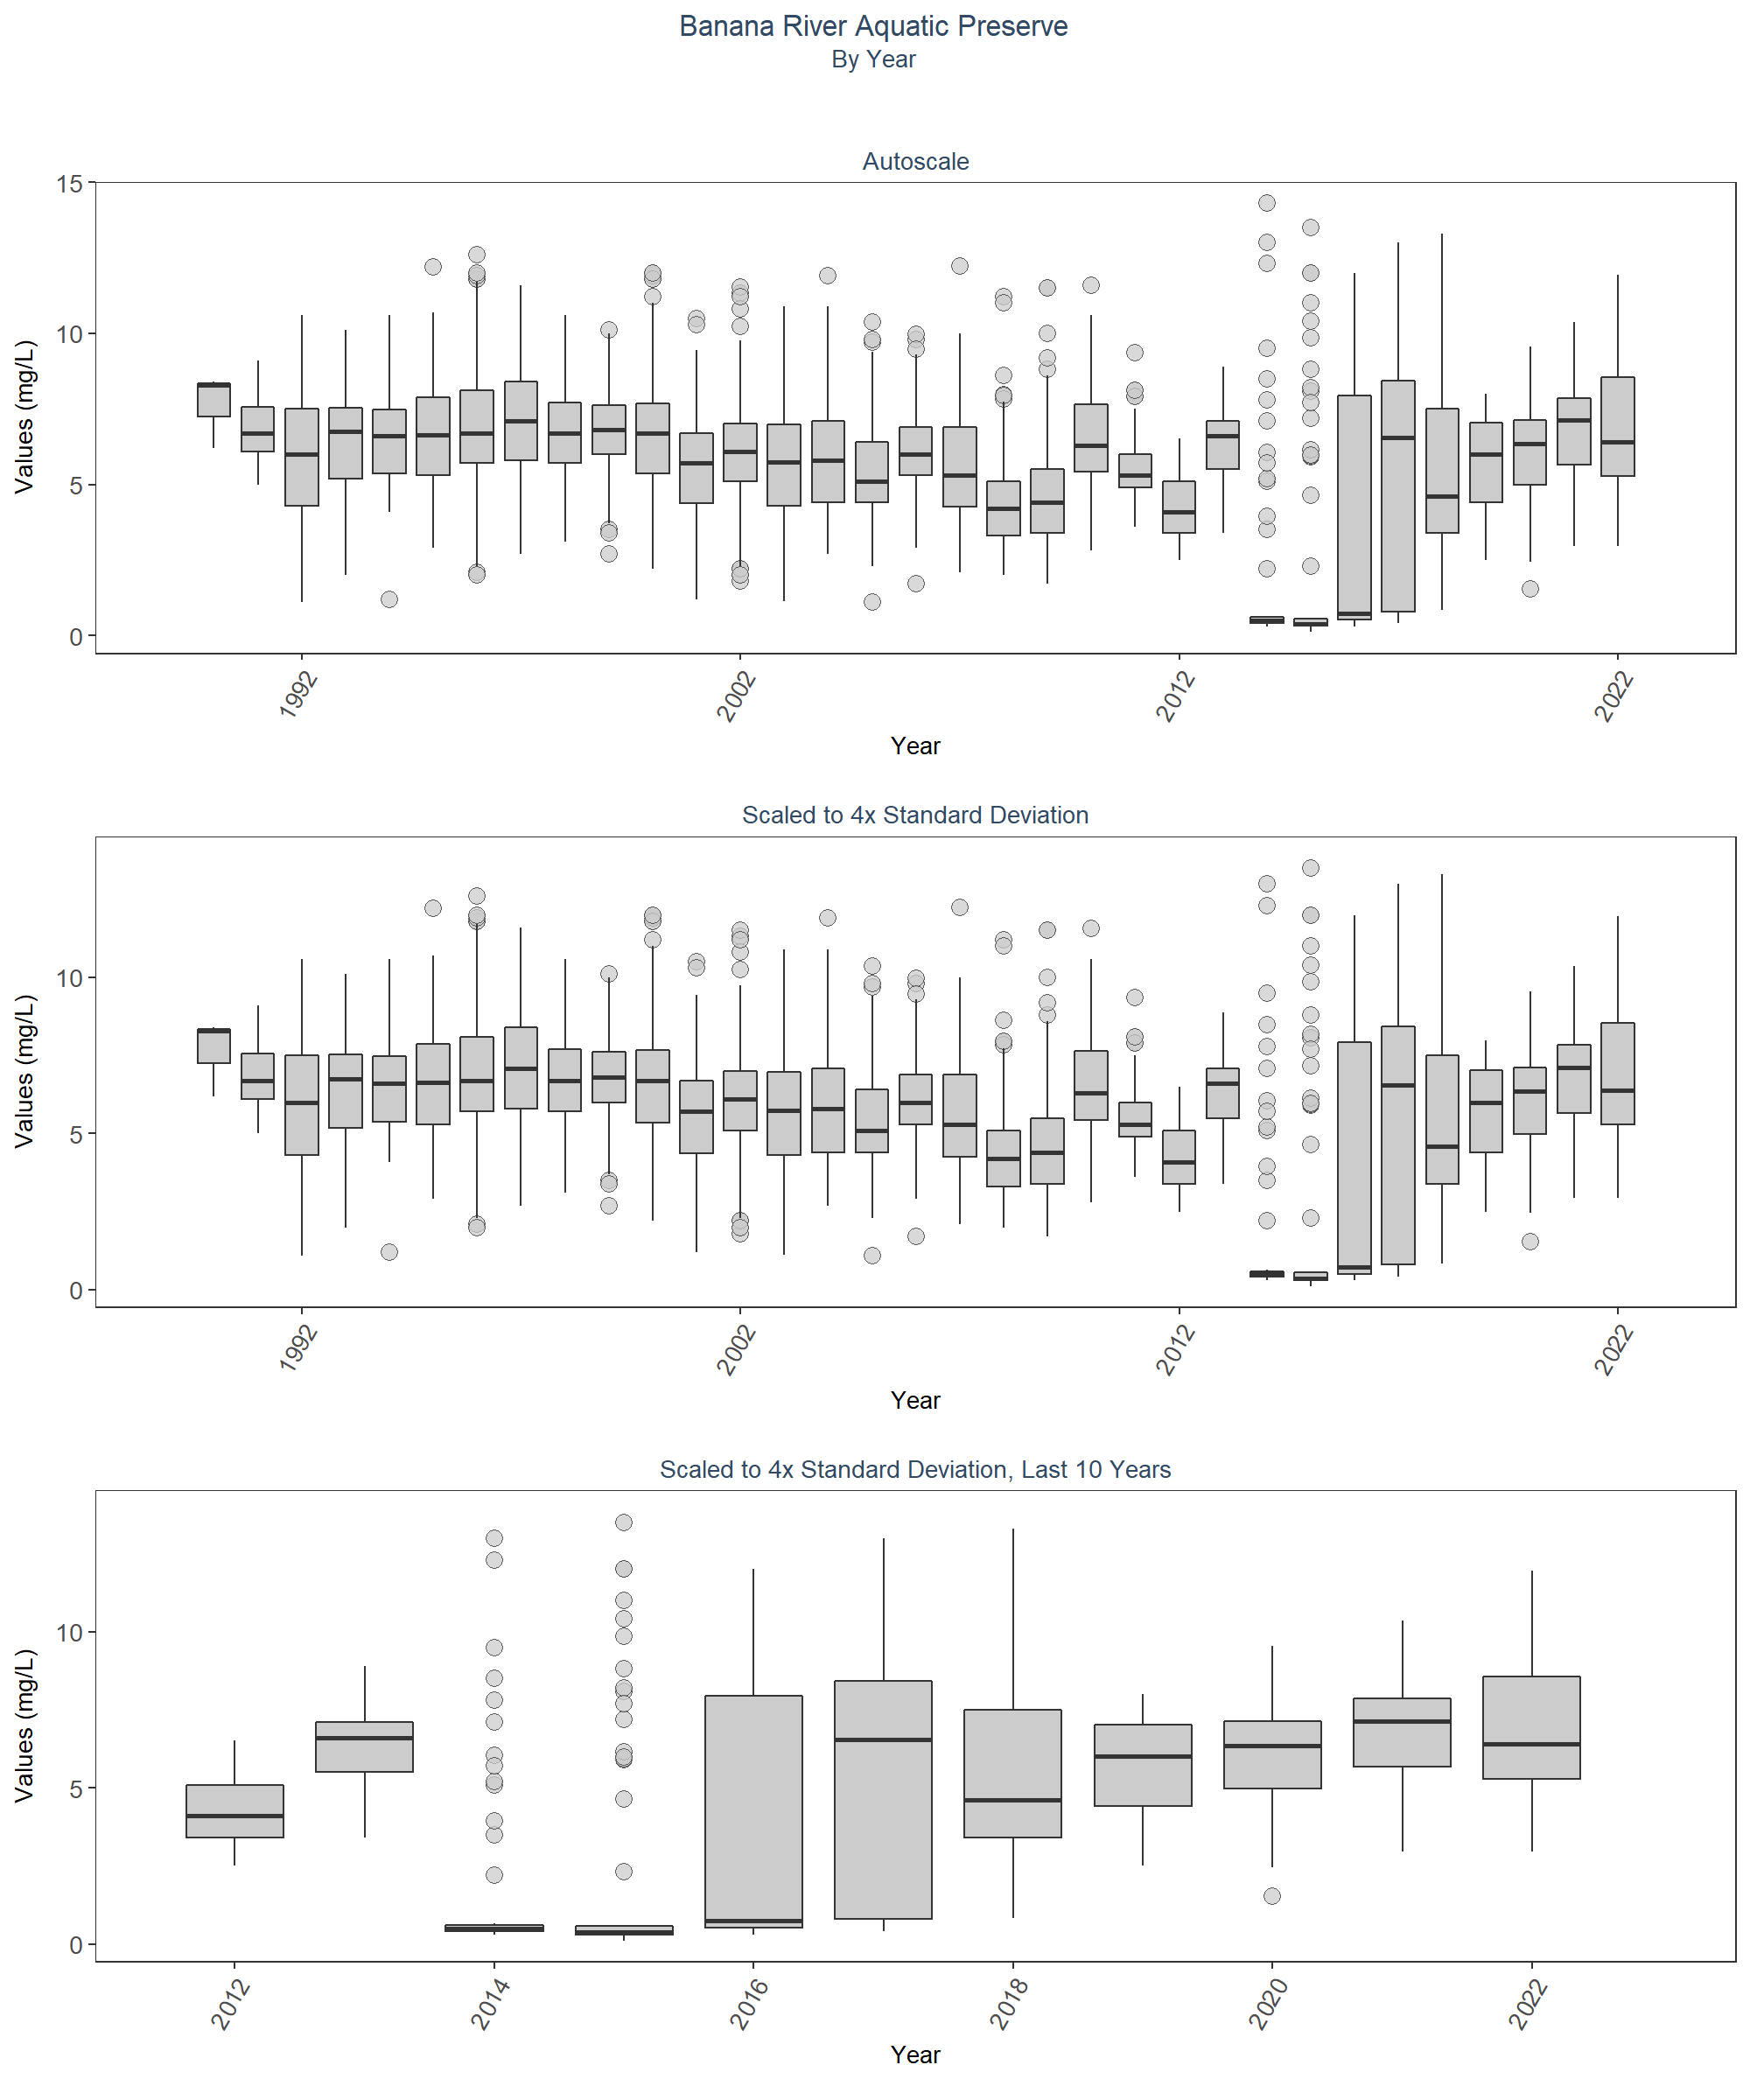 Banana River Aquatic Preserve
By Year
Autoscale
Values (mg/L)
15
10
5
0
1992
2002
2012
2022
Year
Scaled to 4x Standard Deviation
Values (mg/L)
10
5
0
1992
2002
2012
2022
Year
Scaled to 4x Standard Deviation, Last 10 Years
Values (mg/L)
10
5
0
2012
2014
2016
2018
2020
2022
Year